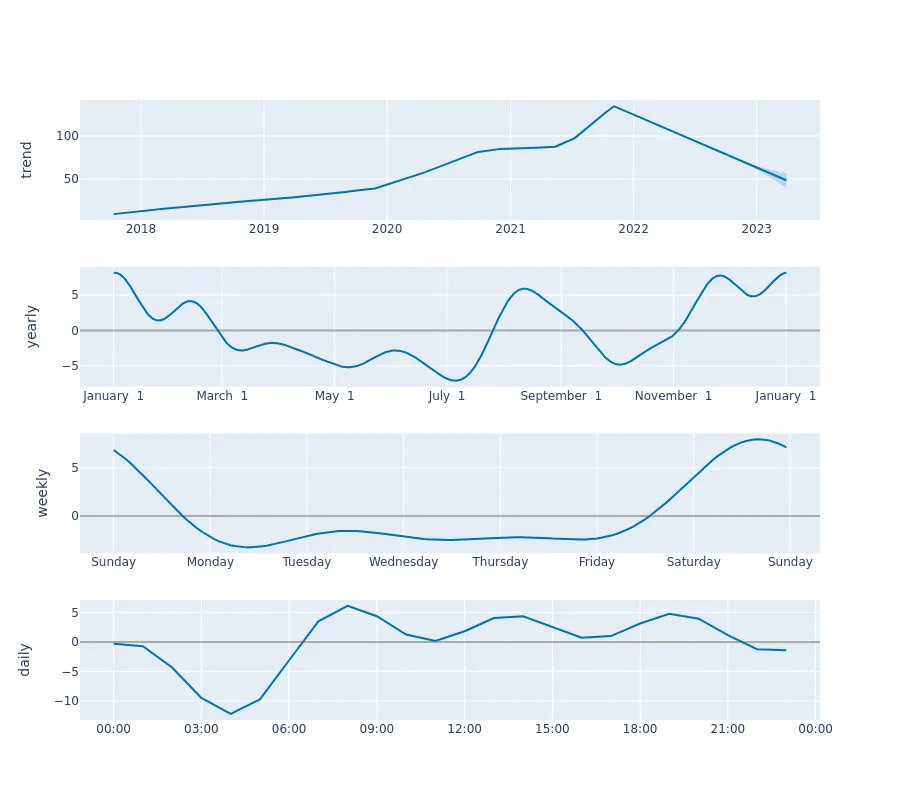 trend
100
50
2018 2019 2020 2021 2022 2023
yearly
5
0
−5
January 1 March 1 May 1 July 1 September 1 November 1 January 1
weekly
5
0
Sunday Monday Tuesday Wednesday Thursday Friday Saturday Sunday
daily
5
0
−5
−10
00:00 03:00 06:00 09:00 12:00 15:00 18:00 21:00 00:00